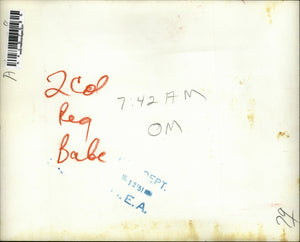 2 Col
Reg
Babe
7:42 AM
OM
DEPT.
E.A.